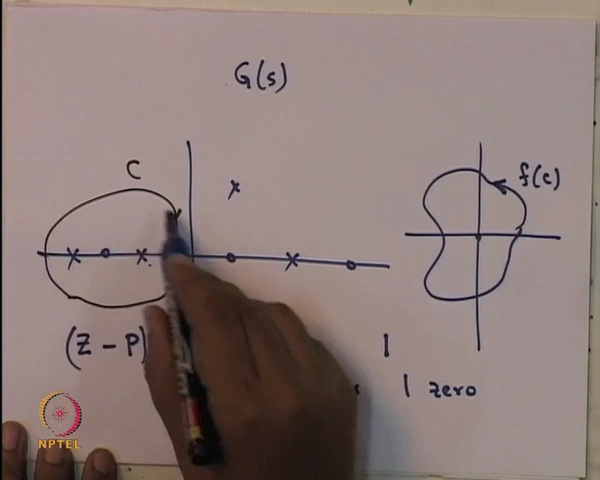 G(s)
C
f(c)
(Z - P)
1
1 zero
NPTEL